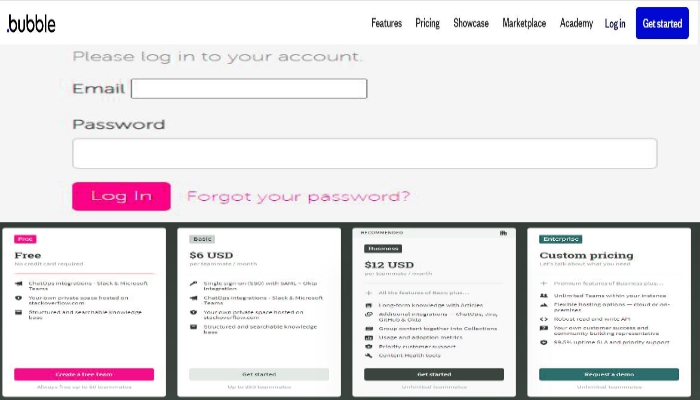 .bubble
Features Pricing Showcase Marketplace Academy Log in Get started
Please log in to your account.
Email
Password
Log In Forgot your password?
Free
Free
No credit card required
ChatOps integrations - Slack & Microsoft
Teams
Your own private space hosted on
stackoverflow.com
Structured and searchable knowledge
base
Create a free team
Always free up to 50 teammates
Basic
$6 USD
per teammate / month
Single sign-on (SSO) with SAML - Okta
Integration
ChatOps integrations - Slack & Microsoft
Teams
Your own private space hosted on
stackoverflow.com
Structured and searchable knowledge
base
Get started
Up to 250 teammates
RECOMMENDED
Business
$12 USD
per teammate / month
All the features of Basic plus...
Long-form knowledge with Articles
Additional integrations — ChatOps, Jira,
GitHub & Okta
Group content together into Collections
Usage and adoption metrics
Priority customer support
Content Health tools
Get started
Unlimited teammates
Enterprise
Custom pricing
Let's talk about what you need
Premium features of Business plus...
Unlimited Teams within your instance
Flexible hosting options — cloud or on-
premises
Robust read and write API
Your own customer success and
community building representative
99.5% uptime SLA and priority support
Request a demo
Unlimited teammates